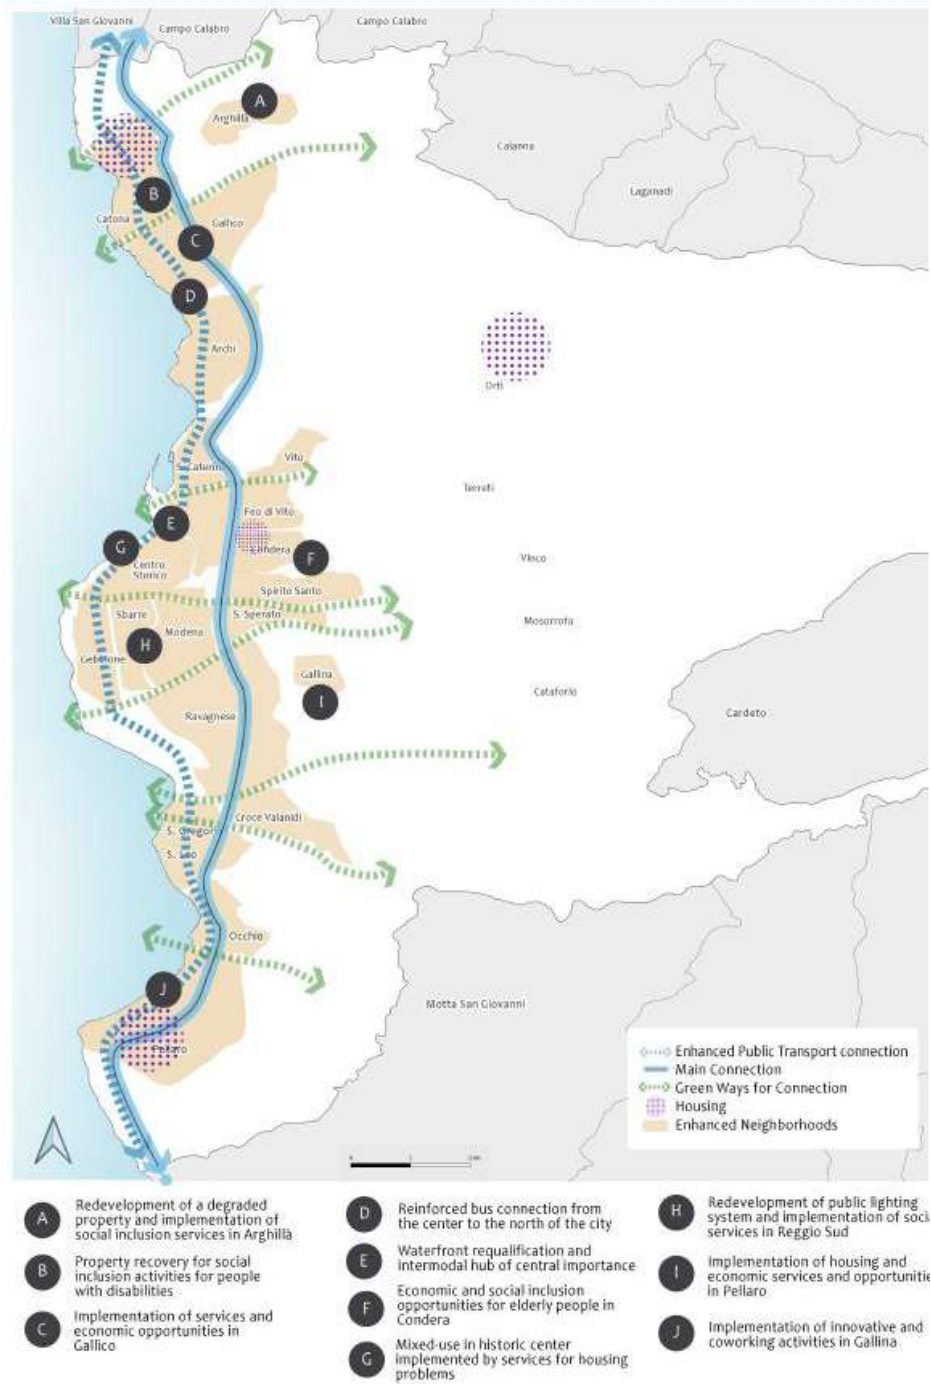 Villa San Giovanni
Campo Calabro
Campo Calabro
A
Arghillà
Calanna
Laganadi
B
Catona
Gallico
C
D
Archi
Orti
Vito
S. Caterina
Terreti
Feo di Vito
E
G
Condera
F
Vinco
Centro
Storico
Spirito Santo
Sbarre
S. Sperato
Mosorrofa
Modena
H
Gebbione
Gallina
I
Cataforio
Ravagnese
Cardeto
Croce Valanidi
S. Gregor
S. Leo
Occhio
J
Motta San Giovanni
Pellaro
Enhanced Public Transport connection
Main Connection
Green Ways for Connection
Housing
Enhanced Neighborhoods
A
Redevelopment of a degraded
property and implementation of
social inclusion services in Arghillà
B
Property recovery for social
inclusion activities for people
with disabilities
C
Implementation of services and
economic opportunities in
Gallico
D
Reinforced bus connection from
the center to the north of the city
E
Waterfront requalification and
intermodal hub of central importance
F
Economic and social inclusion
opportunities for elderly people in
Condera
G
Mixed-use in historic center
implemented by services for housing
problems
H
Redevelopment of public lighting
system and implementation of soci
services in Reggio Sud
I
Implementation of housing and
economic services and opportunitie
in Pellaro
J
Implementation of innovative and
coworking activities in Gallina